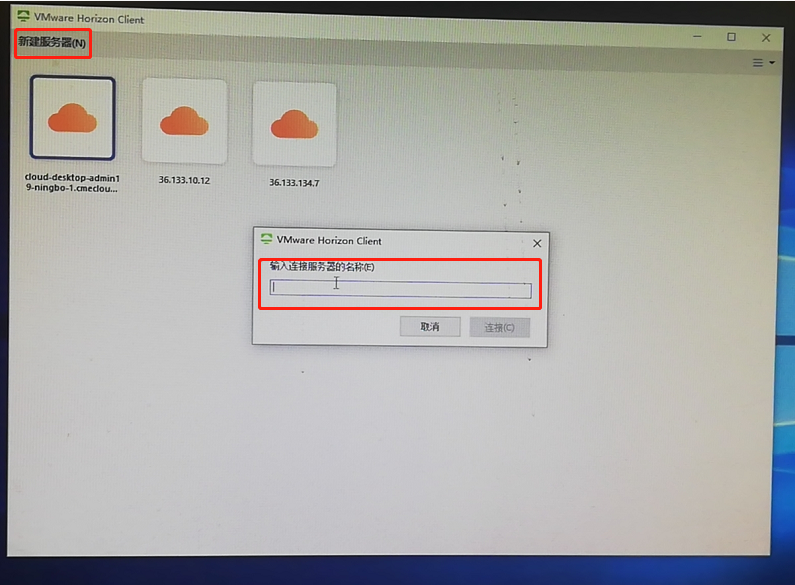 VMware Horizon Client
新建服务器(N)
cloud-desktop-admin1
9-ningbo-1.cmeclou...
36.133.10.12
36.133.134.7
VMware Horizon Client
输入连接服务器的名称(E)
取消
连接(C)